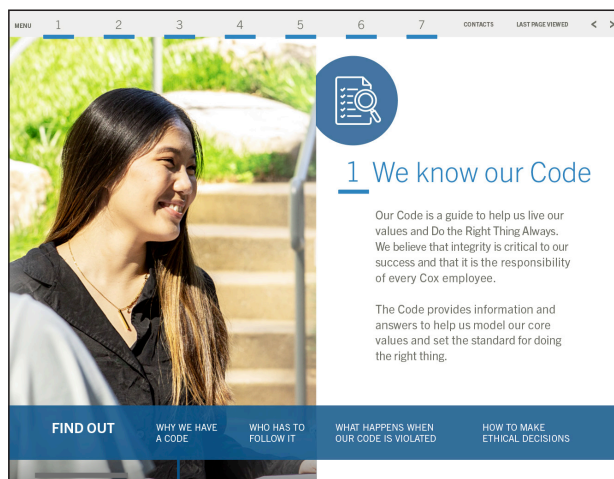 MENU 1 2 3 4 5 6 7 CONTACTS LAST PAGE VIEWED < >
1 We know our Code
Our Code is a guide to help us live our
values and Do the Right Thing Always.
We believe that integrity is critical to our
success and that it is the responsibility
of every Cox employee.
The Code provides information and
answers to help us model our core
values and set the standard for doing
the right thing.
FIND OUT
WHY WE HAVE
A CODE
WHO HAS TO
FOLLOW IT
WHAT HAPPENS WHEN
OUR CODE IS VIOLATED
HOW TO MAKE
ETHICAL DECISIONS